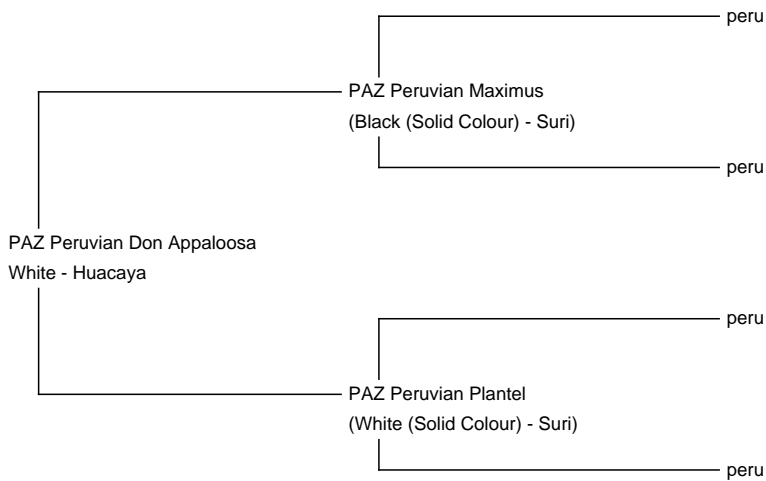 peru
PAZ Peruvian Maximus
(Black (Solid Colour) - Suri)
peru
PAZ Peruvian Don Appaloosa
White - Huacaya
peru
PAZ Peruvian Plantel
(White (Solid Colour) - Suri)
peru